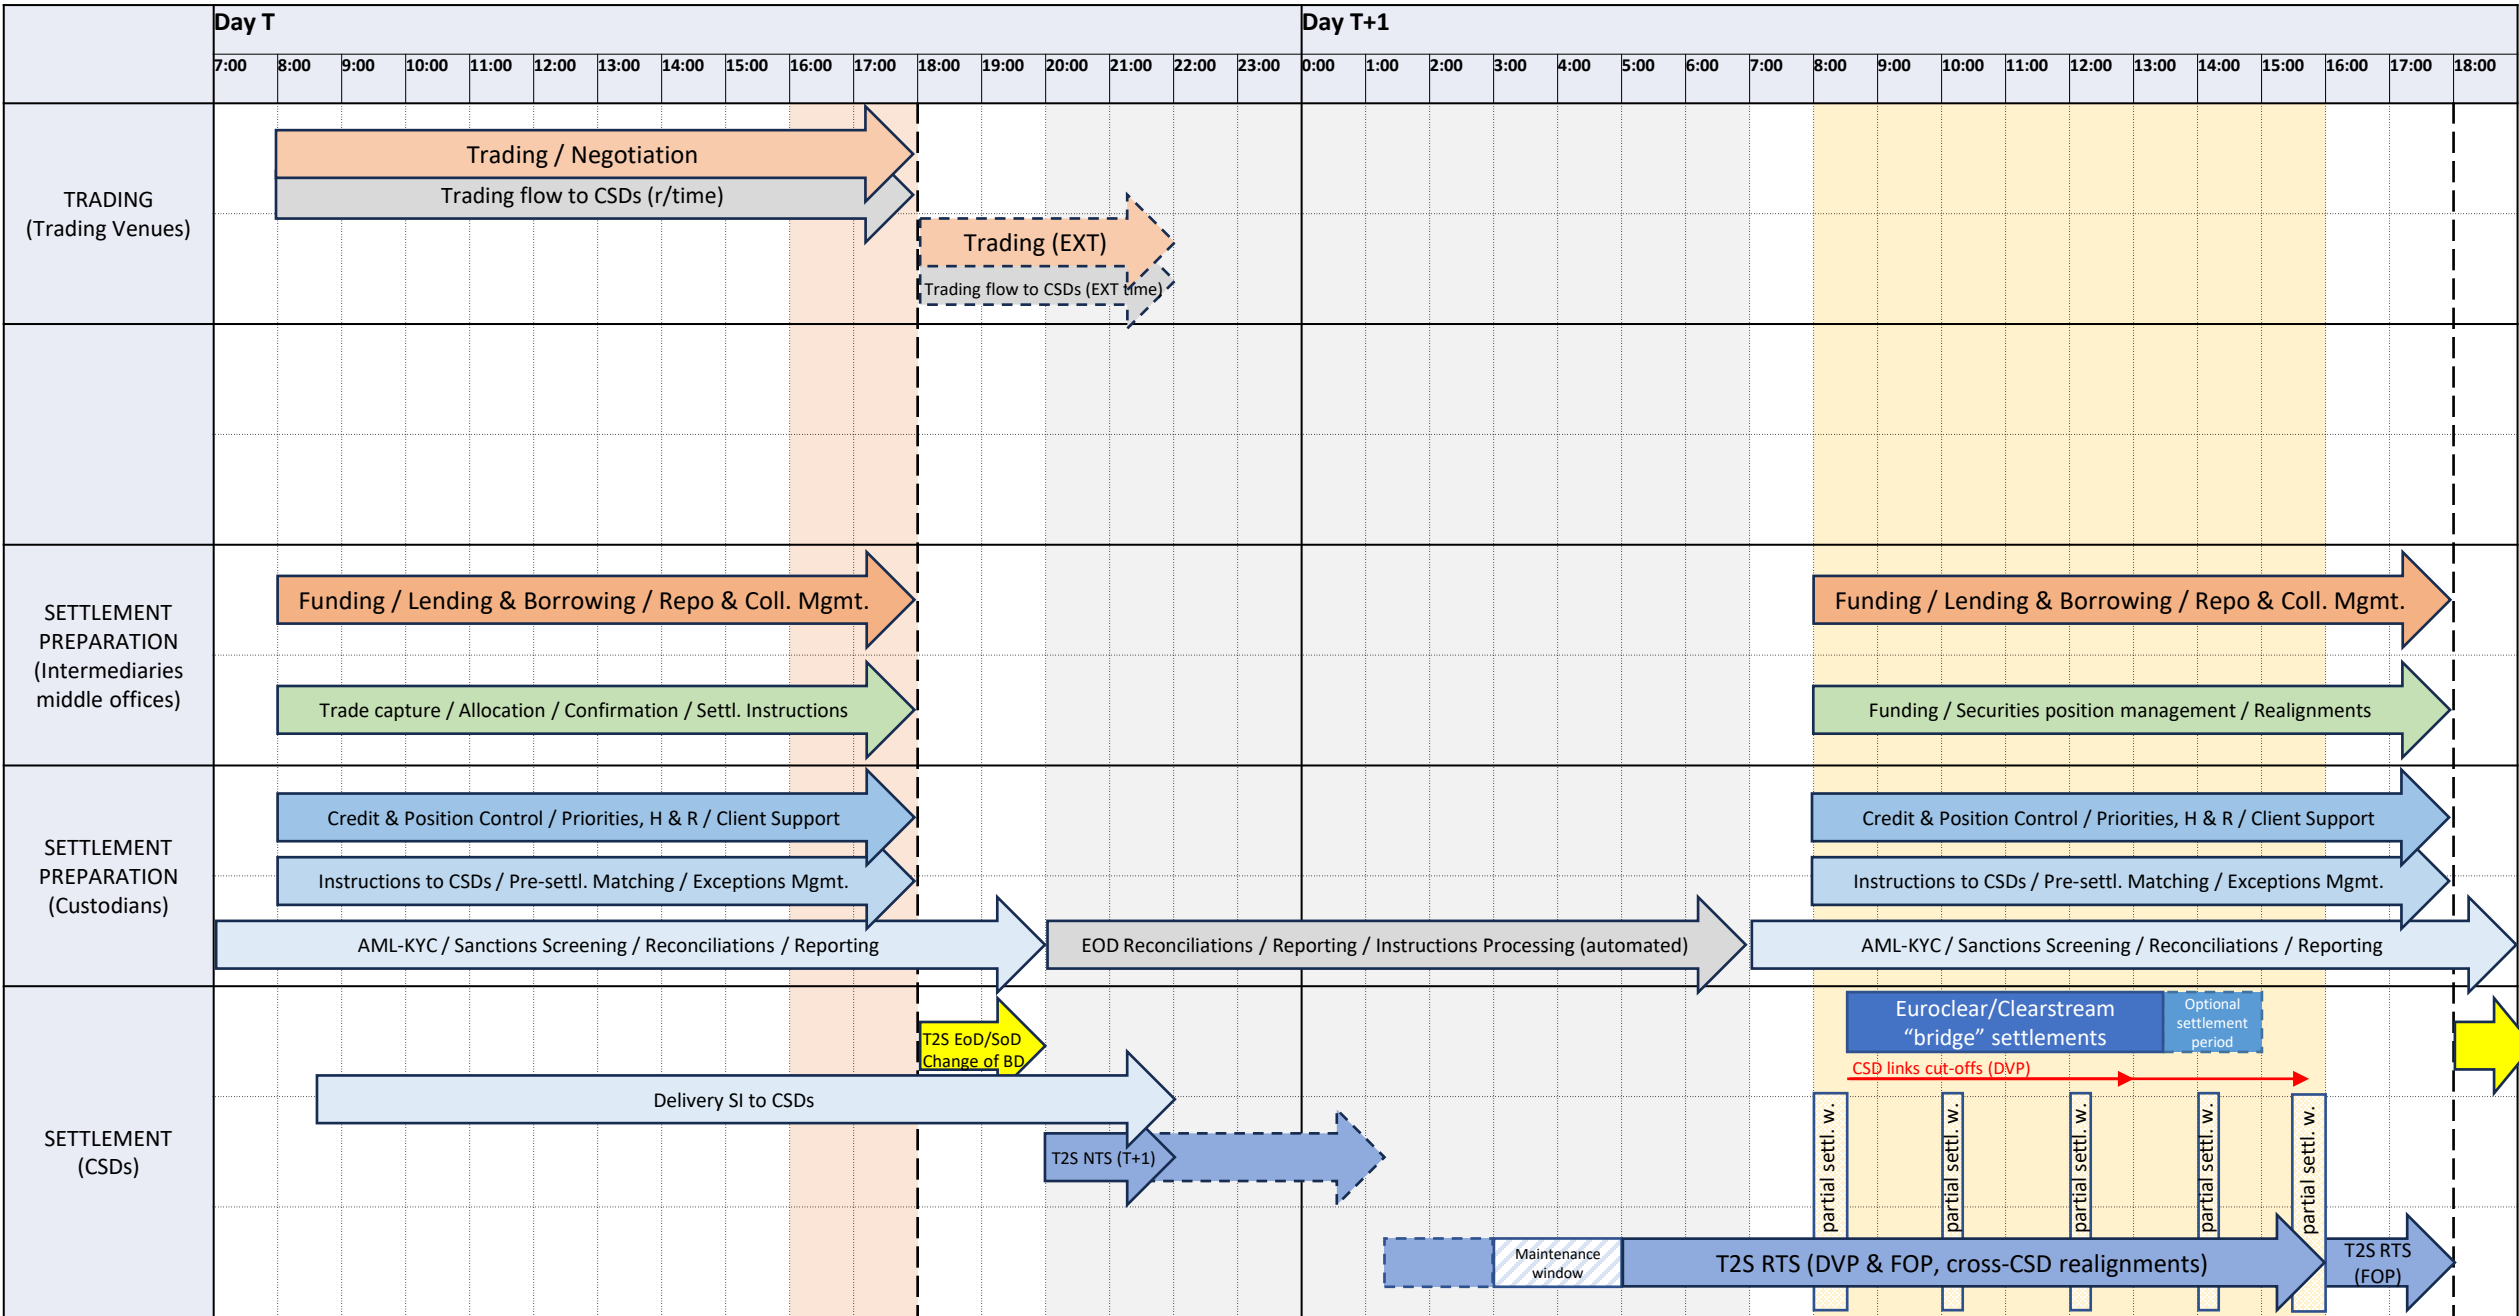 Day T
Day T+1
7:00 8:00 9:00 10:00 11:00 12:00 13:00 14:00 15:00 16:00 17:00 18:00 19:00 20:00 21:00 22:00 23:00 0:00 1:00 2:00 3:00 4:00 5:00 6:00 7:00 8:00 9:00 10:00 11:00 12:00 13:00 14:00 15:00 16:00 17:00 18:00
TRADING
(Trading Venues)
Trading / Negotiation
Trading flow to CSDs (r/time)
Trading (EXT)
Trading flow to CSDs (EXT time)
SETTLEMENT
PREPARATION
(Intermediaries
middle offices)
Funding / Lending & Borrowing / Repo & Coll. Mgmt.
Funding / Lending & Borrowing / Repo & Coll. Mgmt.
Trade capture / Allocation / Confirmation / Settl. Instructions
Funding / Securities position management / Realignments
SETTLEMENT
PREPARATION
(Custodians)
Credit & Position Control / Priorities, H & R / Client Support
Credit & Position Control / Priorities, H & R / Client Support
Instructions to CSDs / Pre-settl. Matching / Exceptions Mgmt.
Instructions to CSDs / Pre-settl. Matching / Exceptions Mgmt.
AML-KYC / Sanctions Screening / Reconciliations / Reporting
EOD Reconciliations / Reporting / Instructions Processing (automated)
AML-KYC / Sanctions Screening / Reconciliations / Reporting
SETTLEMENT
(CSDs)
T2S EoD/SoD
Change of BD
Euroclear/Clearstream
"bridge" settlements
Optional
settlement
period
CSD links cut-offs (DVP)
Delivery SI to CSDs
T2S NTS (T+1)
partial settl. w.
partial settl. w.
partial settl. w.
partial settl. w.
partial settl. w.
Maintenance
window
T2S RTS (DVP & FOP, cross-CSD realignments)
T2S RTS
(FOP)